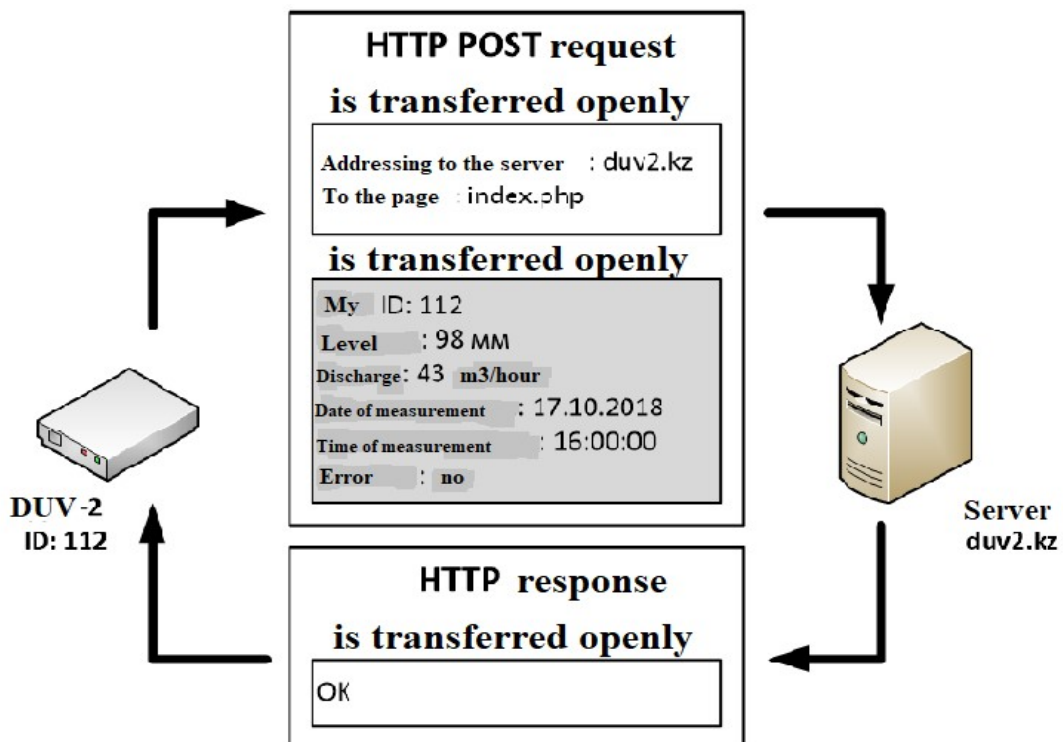 HTTP POST request
is transferred openly
Addressing to the server : duv2.kz
To the page : index.php
is transferred openly
My ID: 112
Level : 98 мм
Discharge: 43 m3/hour
Date of measurement : 17.10.2018
Time of measurement : 16:00:00
Error : no
DUV-2
ID: 112
Server
duv2.kz
HTTP response
is transferred openly
OK